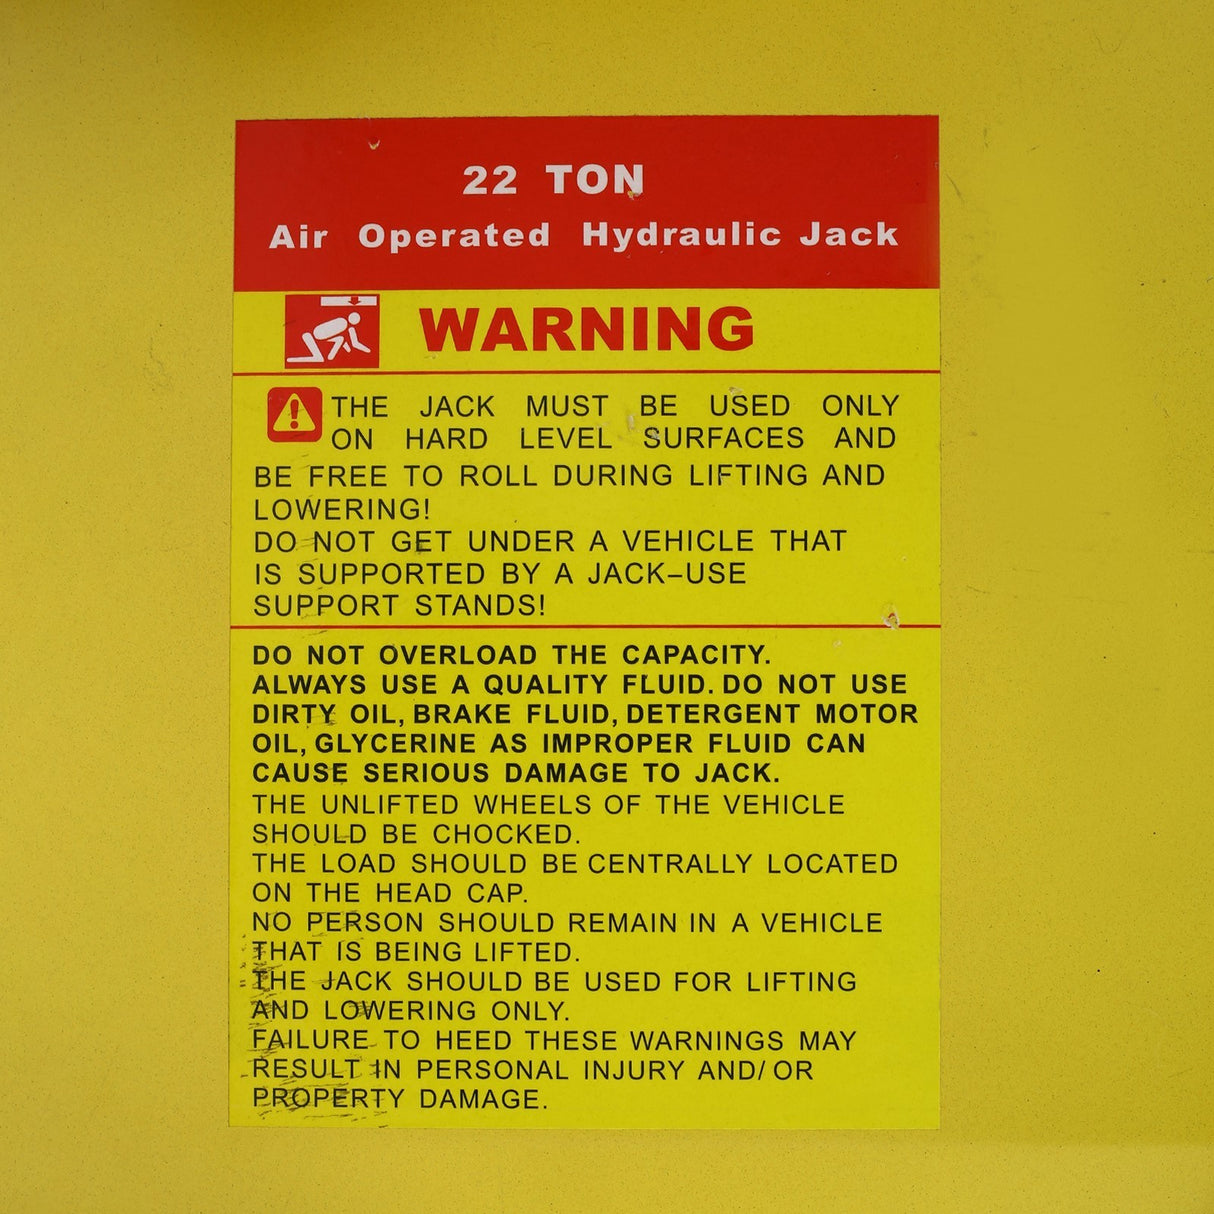 22 TON
Air Operated Hydraulic Jack
WARNING
THE JACK MUST BE USED ONLY
ON HARD LEVEL SURFACES AND
BE FREE TO ROLL DURING LIFTING AND
LOWERING!
DO NOT GET UNDER A VEHICLE THAT
IS SUPPORTED BY A JACK–USE
SUPPORT STANDS!
DO NOT OVERLOAD THE CAPACITY.
ALWAYS USE A QUALITY FLUID. DO NOT USE
DIRTY OIL, BRAKE FLUID, DETERGENT MOTOR
OIL, GLYCERINE AS IMPROPER FLUID CAN
CAUSE SERIOUS DAMAGE TO JACK.
THE UNLIFTED WHEELS OF THE VEHICLE
SHOULD BE CHOCKED.
THE LOAD SHOULD BE CENTRALLY LOCATED
ON THE HEAD CAP.
NO PERSON SHOULD REMAIN IN A VEHICLE
THAT IS BEING LIFTED.
THE JACK SHOULD BE USED FOR LIFTING
AND LOWERING ONLY.
FAILURE TO HEED THESE WARNINGS MAY
RESULT IN PERSONAL INJURY AND/ OR
PROPERTY DAMAGE.